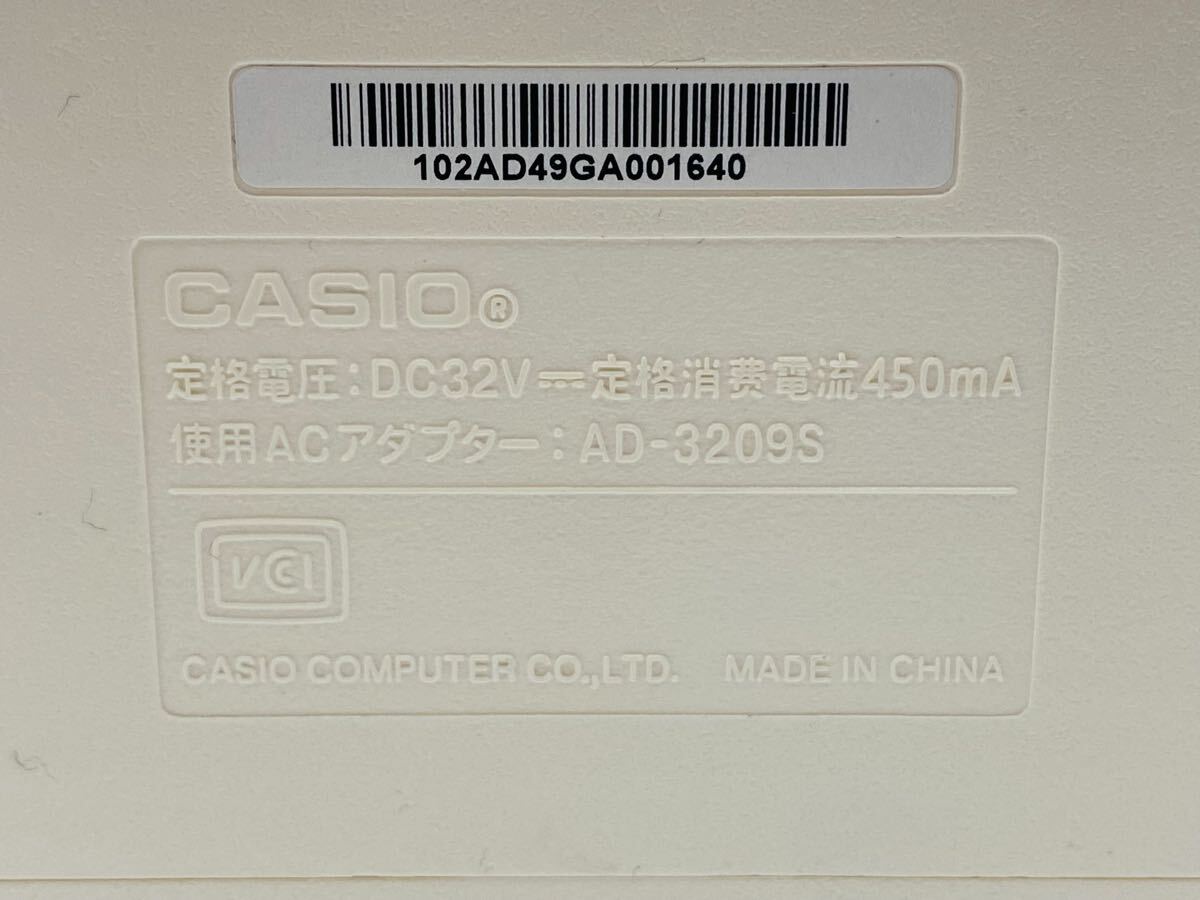 102AD49GA001640
CASIO®
定格電圧：DC32V⎓定格消費電流450mA
使用ACアダプター：AD-3209S
VCI
CASIO COMPUTER CO.,LTD. MADE IN CHINA